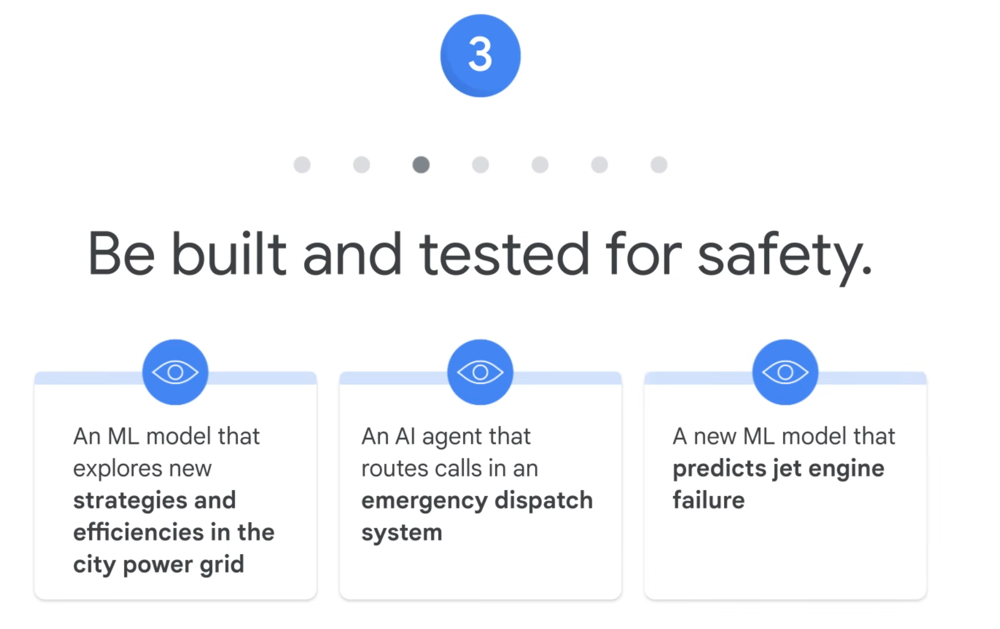 3
Be built and tested for safety.
An ML model that
explores new
strategies and
efficiencies in the
city power grid
An AI agent that
routes calls in an
emergency dispatch
system
A new ML model that
predicts jet engine
failure